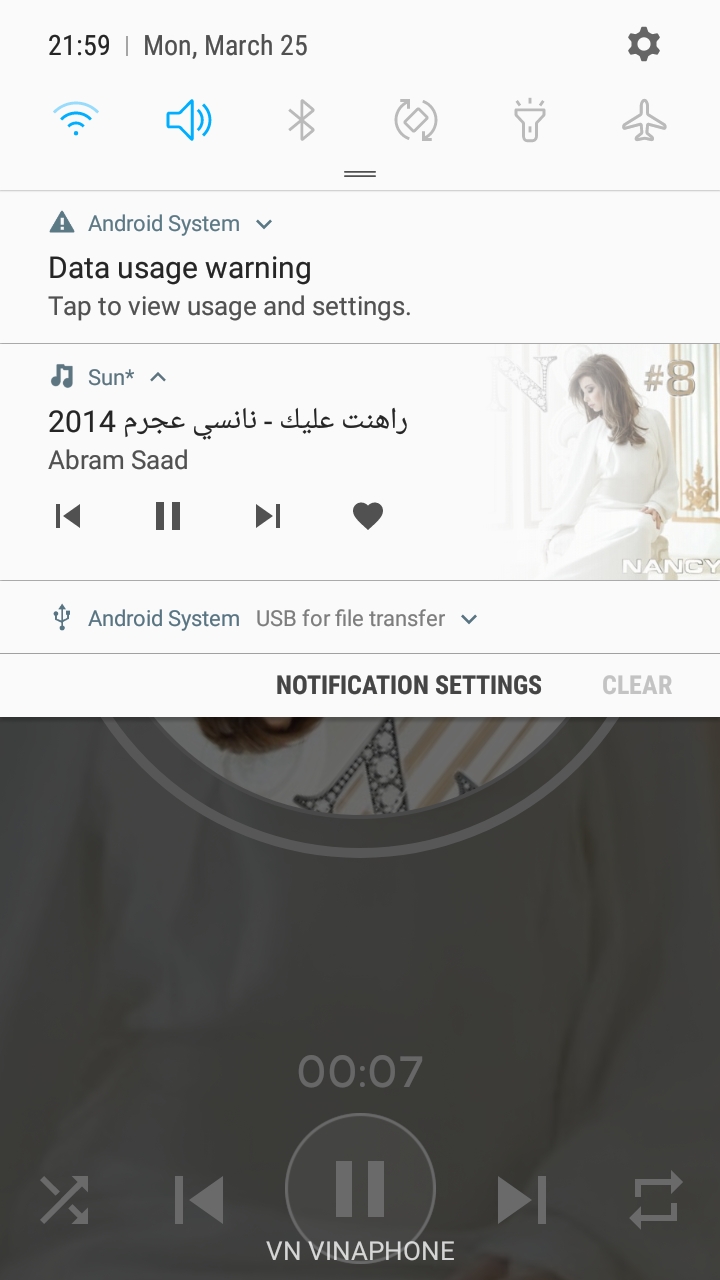 21:59 | Mon, March 25
Android System
Data usage warning
Tap to view usage and settings.
Sun*
راهنت عليك - نانسي عجرم 2014
Abram Saad
N
#8
NANCY
Android System USB for file transfer
NOTIFICATION SETTINGS CLEAR
00:07
VN VINAPHONE